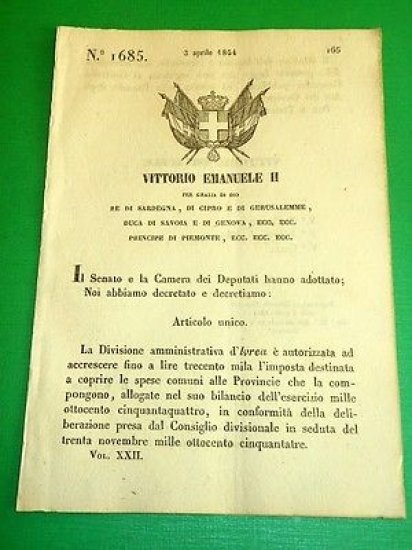 N.º 1685.
3 aprile 1854
165
VITTORIO EMANUELE II
PER GRAZIA DI DIO
RE DI SARDEGNA, DI CIPRO E DI GERUSALEMME,
DUCA DI SAVOIA E DI GENOVA, ECC. ECC.
PRINCIPE DI PIEMONTE, ECC. ECC. ECC.
Il Senato e la Camera dei Deputati hanno adottato;
Noi abbiamo decretato e decretiamo:
Articolo unico.
La Divisione amministrativa d'Ivrea è autorizzata ad
accrescere fino a lire trecento mila l'imposta destinata
a coprire le spese comuni alle Provincie che la com-
pongono, allogate nel suo bilancio dell'esercizio mille
ottocento cinquantaquattro, in conformità della deli-
berazione presa dal Consiglio divisionale in seduta del
trenta novembre mille ottocento cinquantatre.
VOL. XXII.